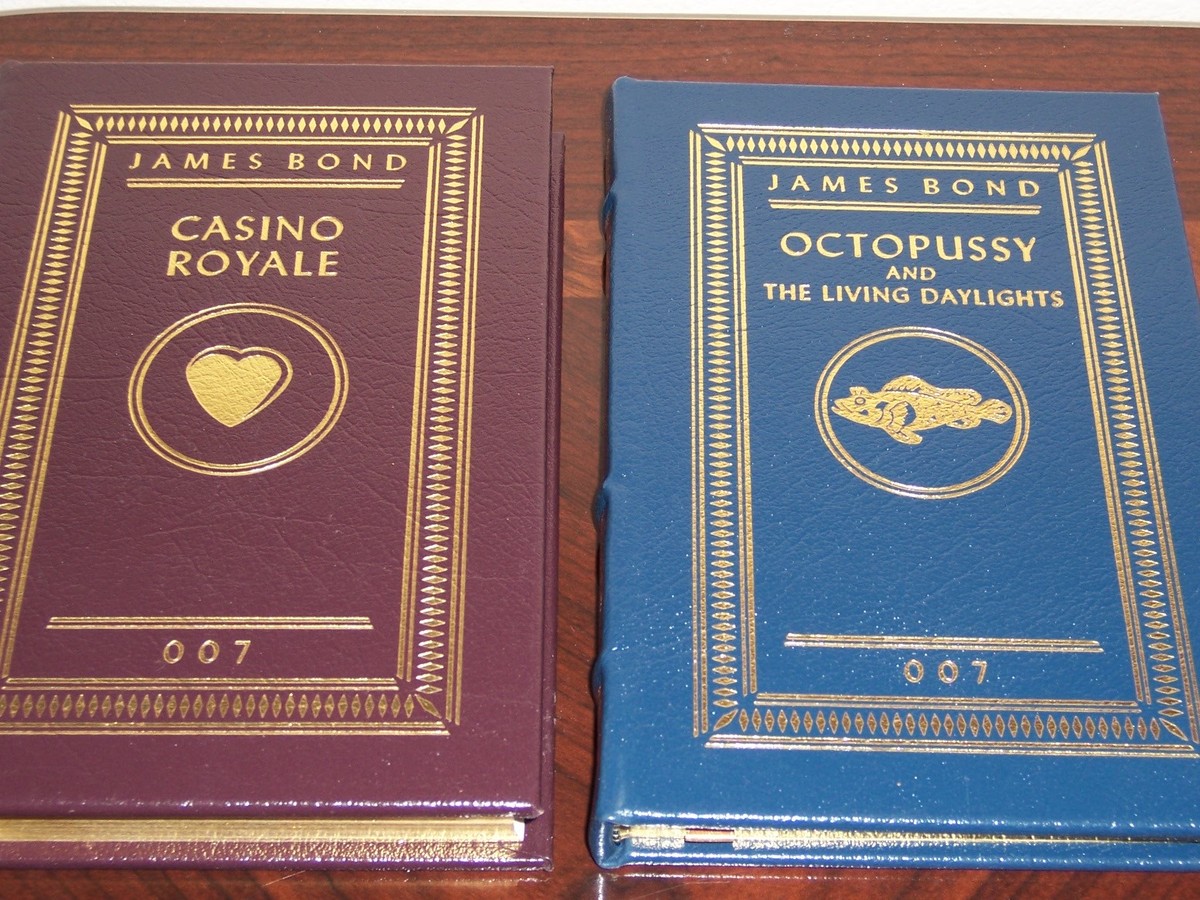 JAMES BOND
CASINO
ROYALE
007
JAMES BOND
OCTOPUSSY
AND
THE LIVING DAYLIGHTS
007